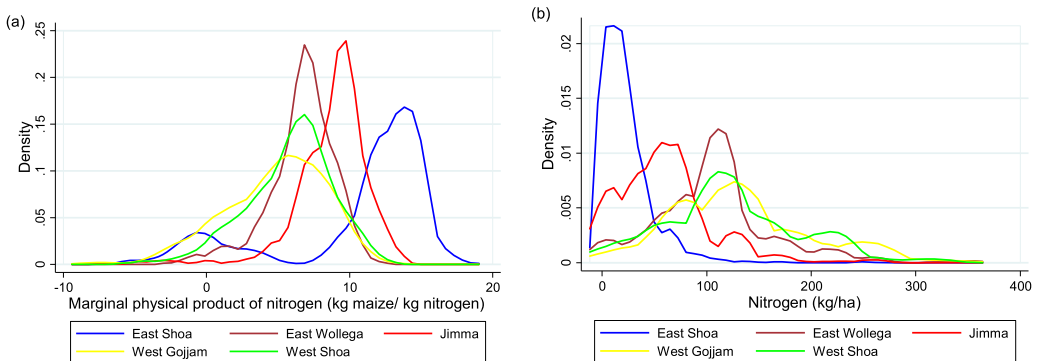 (a)
Density
.25
.2
.15
.1
.05
0
-10 0 10 20
Marginal physical product of nitrogen (kg maize/ kg nitrogen)
East Shoa East Wollega Jimma
West Gojjam West Shoa
(b)
Density
.02
.015
.01
.005
0
0 100 200 300 400
Nitrogen (kg/ha)
East Shoa East Wollega Jimma
West Gojjam West Shoa